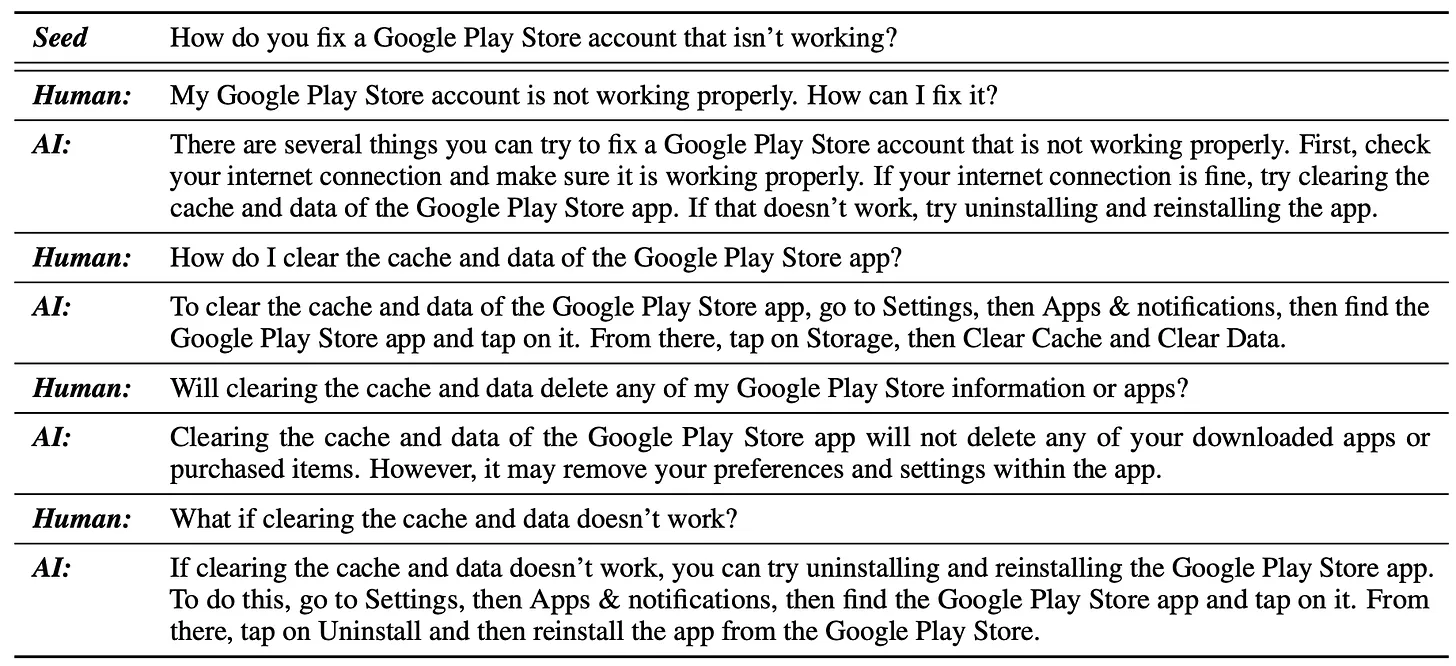 Seed How do you fix a Google Play Store account that isn’t working?
Human: My Google Play Store account is not working properly. How can I fix it?
AI: There are several things you can try to fix a Google Play Store account that is not working properly. First, check
your internet connection and make sure it is working properly. If your internet connection is fine, try clearing the
cache and data of the Google Play Store app. If that doesn’t work, try uninstalling and reinstalling the app.
Human: How do I clear the cache and data of the Google Play Store app?
AI: To clear the cache and data of the Google Play Store app, go to Settings, then Apps & notifications, then find the
Google Play Store app and tap on it. From there, tap on Storage, then Clear Cache and Clear Data.
Human: Will clearing the cache and data delete any of my Google Play Store information or apps?
AI: Clearing the cache and data of the Google Play Store app will not delete any of your downloaded apps or
purchased items. However, it may remove your preferences and settings within the app.
Human: What if clearing the cache and data doesn’t work?
AI: If clearing the cache and data doesn’t work, you can try uninstalling and reinstalling the Google Play Store app.
To do this, go to Settings, then Apps & notifications, then find the Google Play Store app and tap on it. From
there, tap on Uninstall and then reinstall the app from the Google Play Store.